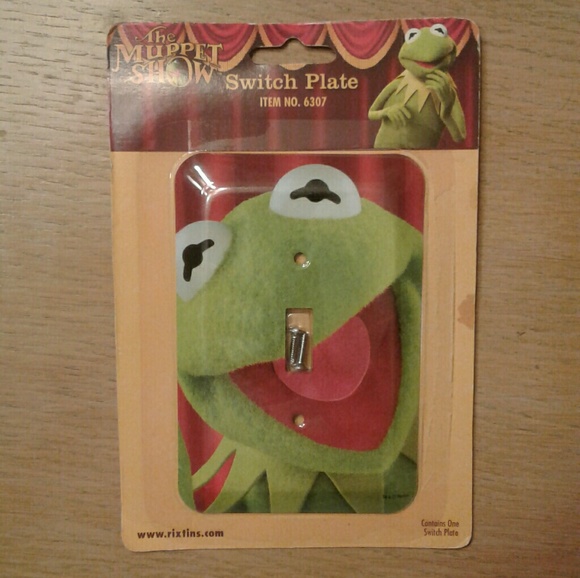 The
MUPPET
SHOW
Switch Plate
ITEM NO. 6307
www.rixtins.com
Contains One
Switch Plate